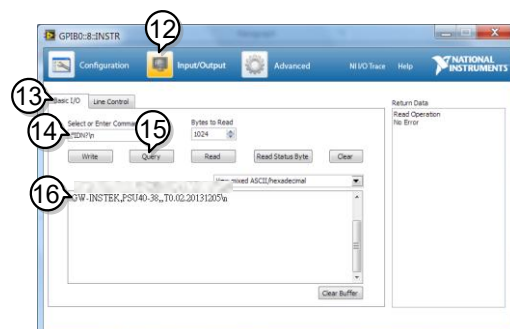 GPIB0::8::INSTR
12
Configuration
Input/Output
Advanced
NI I/O Trace
Help
NATIONAL INSTRUMENTS
13
Basic I/O
Line Control
Return Data
Read Operation
No Error
14
Select or Enter Comma
15
Bytes to Read
*IDN?\n
1024
Write
Query
Read
Read Status Byte
Clear
mixed ASCII/hexadecimal
16
GW-INSTEK,PSU40-38,,T0.02.20131205\n
Clear Buffer